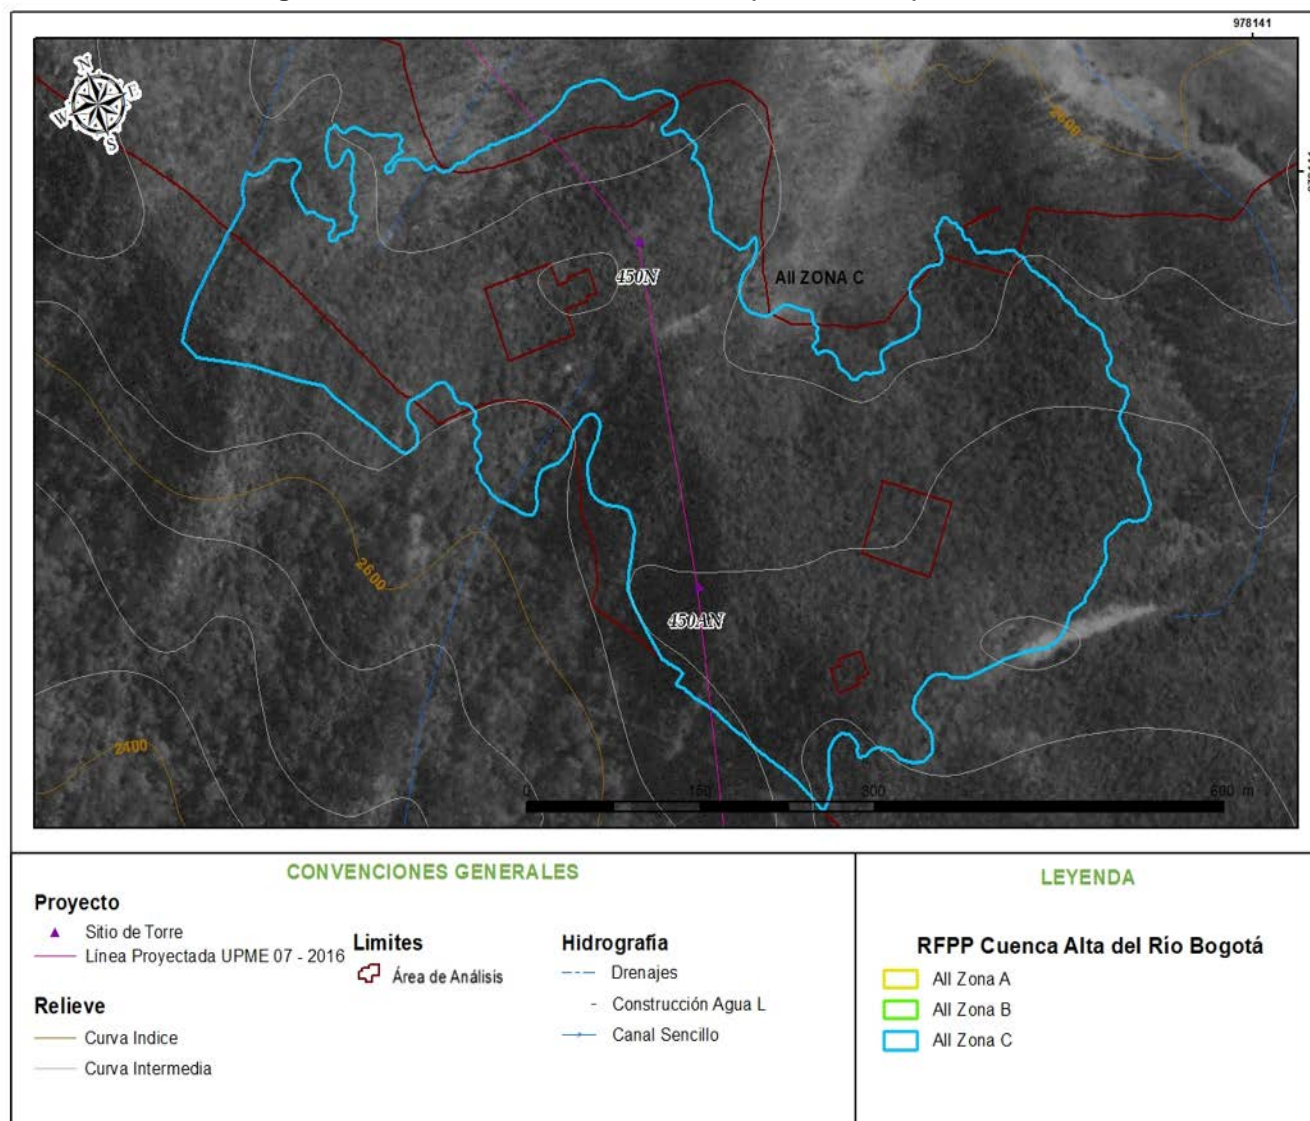 978141
N
E
W
S
2600
450N
All ZONA C
2600
450AN
2400
0 150 300 600 m
CONVENCIONES GENERALES
Proyecto
Sitio de Torre
Línea Proyectada UPME 07 - 2016
Relieve
Curva Indice
Curva Intermedia
Limites
Área de Análisis
Hidrografía
Drenajes
Construcción Agua L
Canal Sencillo
LEYENDA
RFPP Cuenca Alta del Río Bogotá
All Zona A
All Zona B
All Zona C